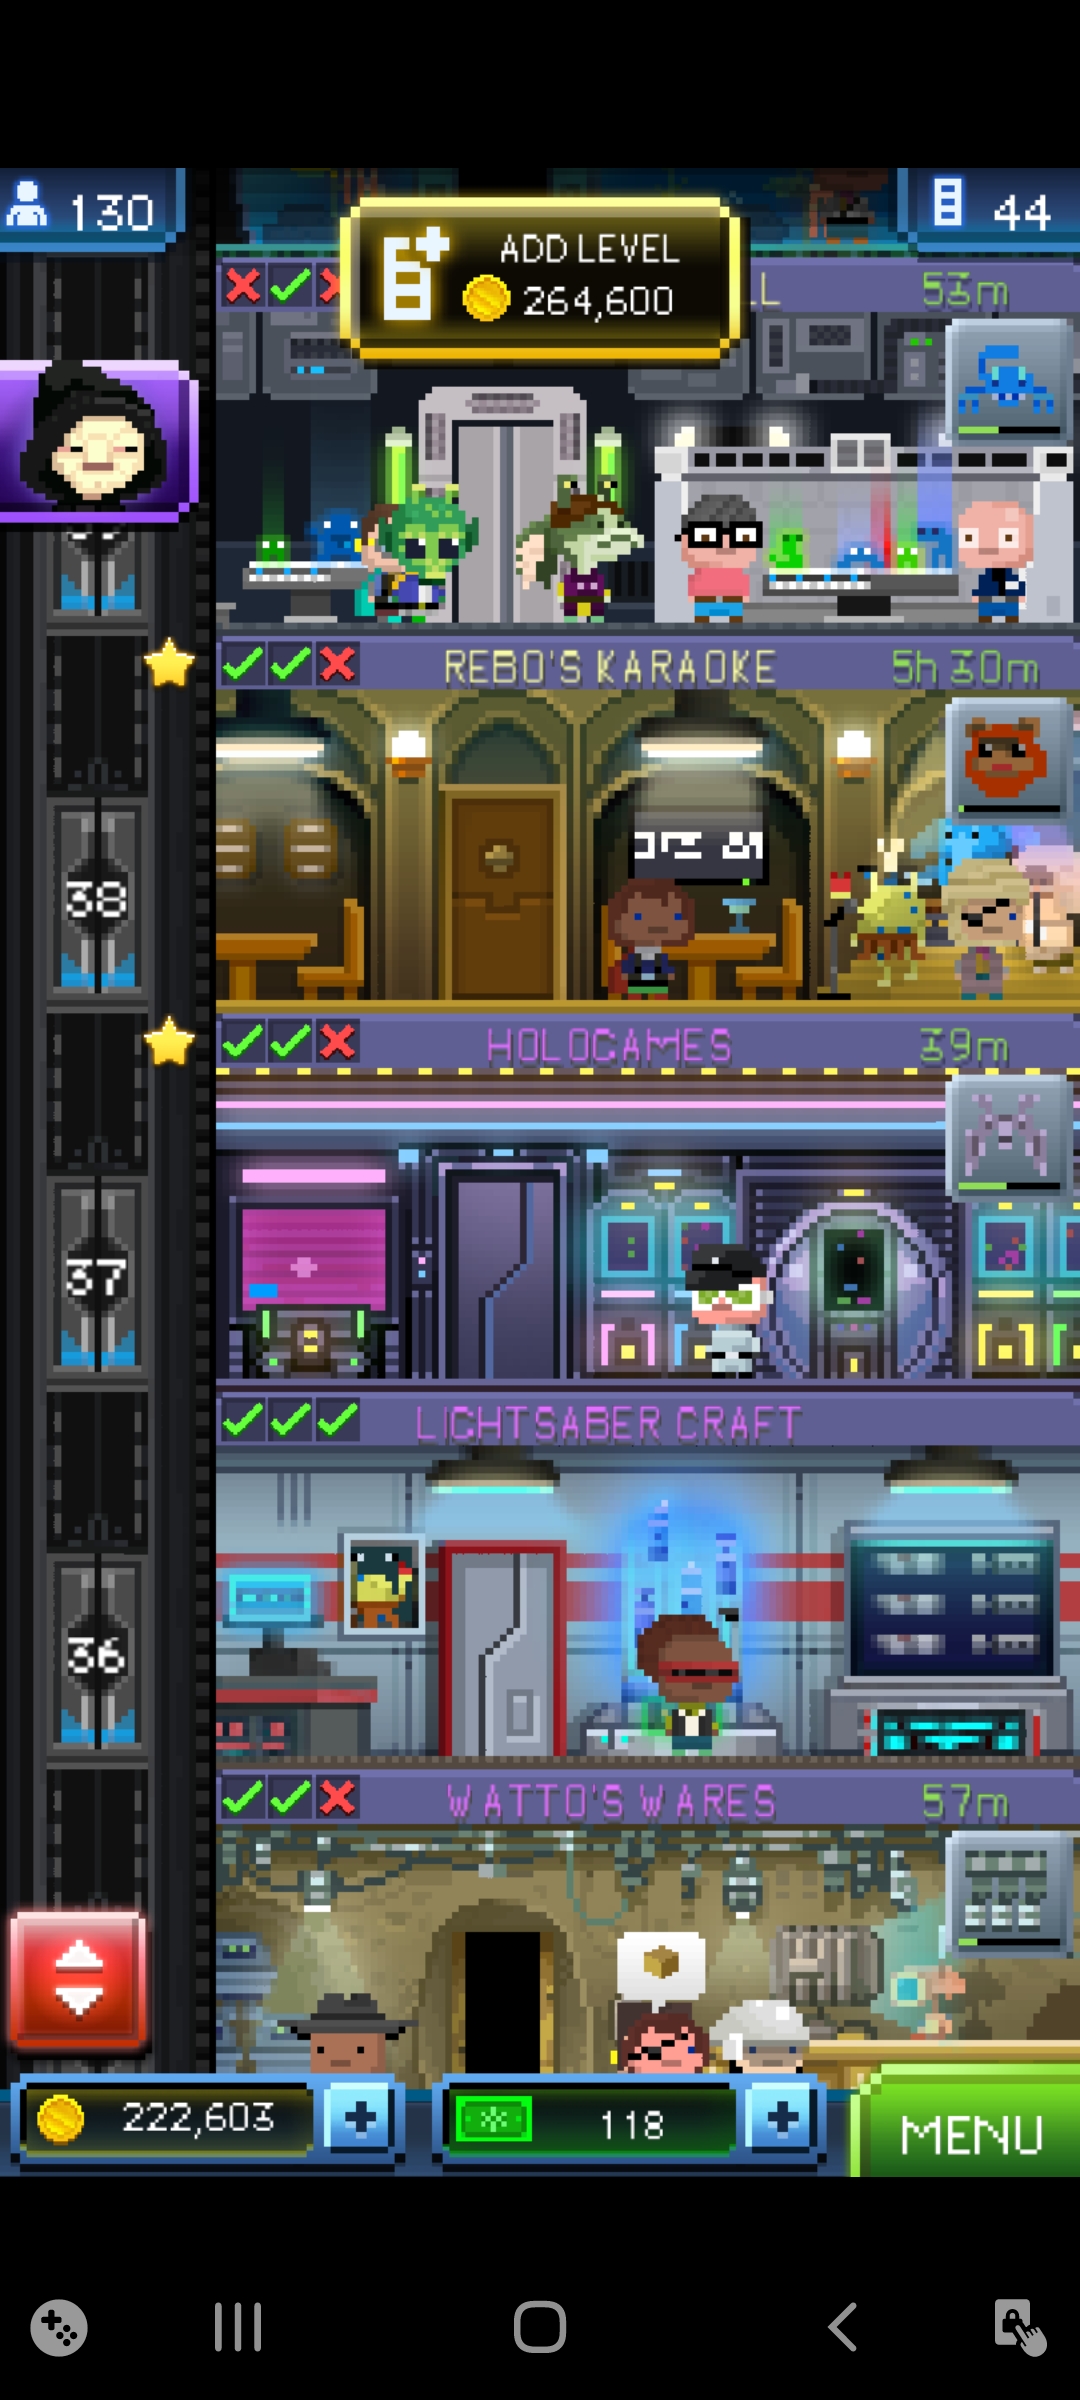 130
ADD LEVEL
264,600
44
LL
53m
REBO'S KARAOKE
5h 30m
38
HOLOGAMES
39m
37
LIGHTSABER CRAFT
36
WATTO'S WARES
57m
222,603
118
MENU